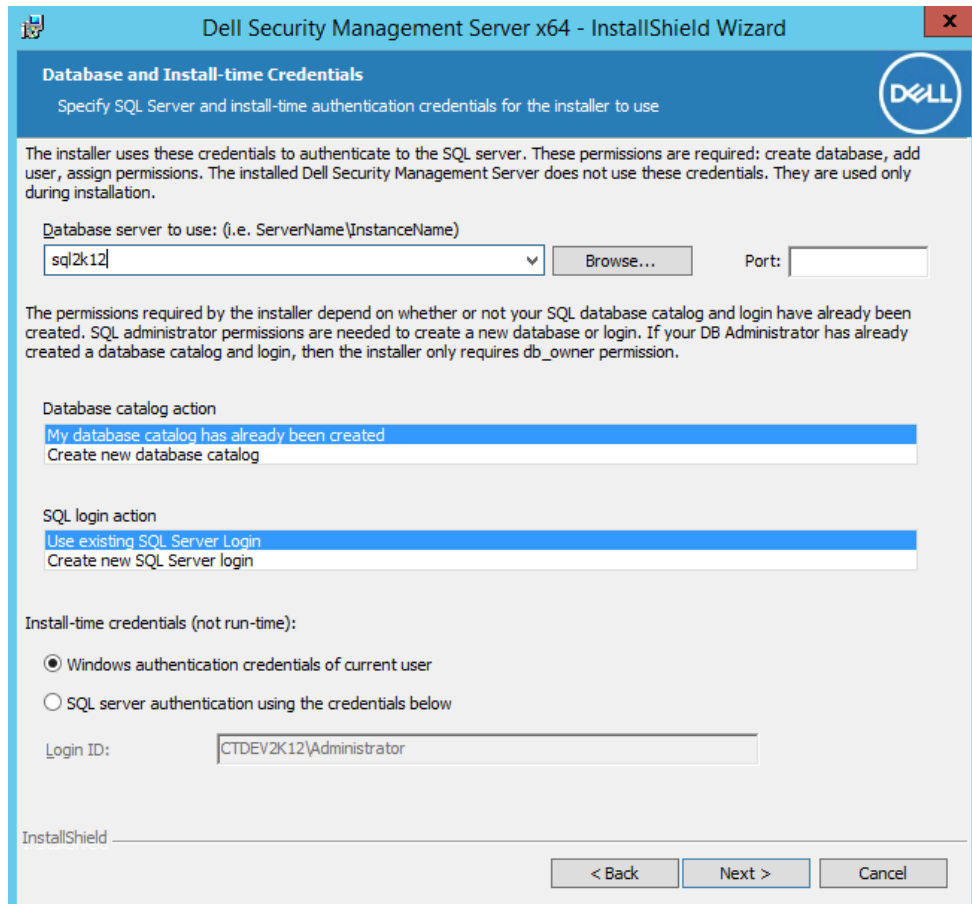 Dell Security Management Server x64 - InstallShield Wizard
x
Database and Install-time Credentials
Specify SQL Server and install-time authentication credentials for the installer to use
DELL
The installer uses these credentials to authenticate to the SQL server. These permissions are required: create database, add
user, assign permissions. The installed Dell Security Management Server does not use these credentials. They are used only
during installation.
Database server to use: (i.e. ServerName\InstanceName)
sql2k12
Browse...
Port:
The permissions required by the installer depend on whether or not your SQL database catalog and login have already been
created. SQL administrator permissions are needed to create a new database or login. If your DB Administrator has already
created a database catalog and login, then the installer only requires db_owner permission.
Database catalog action
My database catalog has already been created
Create new database catalog
SQL login action
Use existing SQL Server Login
Create new SQL Server login
Install-time credentials (not run-time):
Windows authentication credentials of current user
SQL server authentication using the credentials below
Login ID:
CTDEV2K12\Administrator
InstallShield
< Back
Next >
Cancel